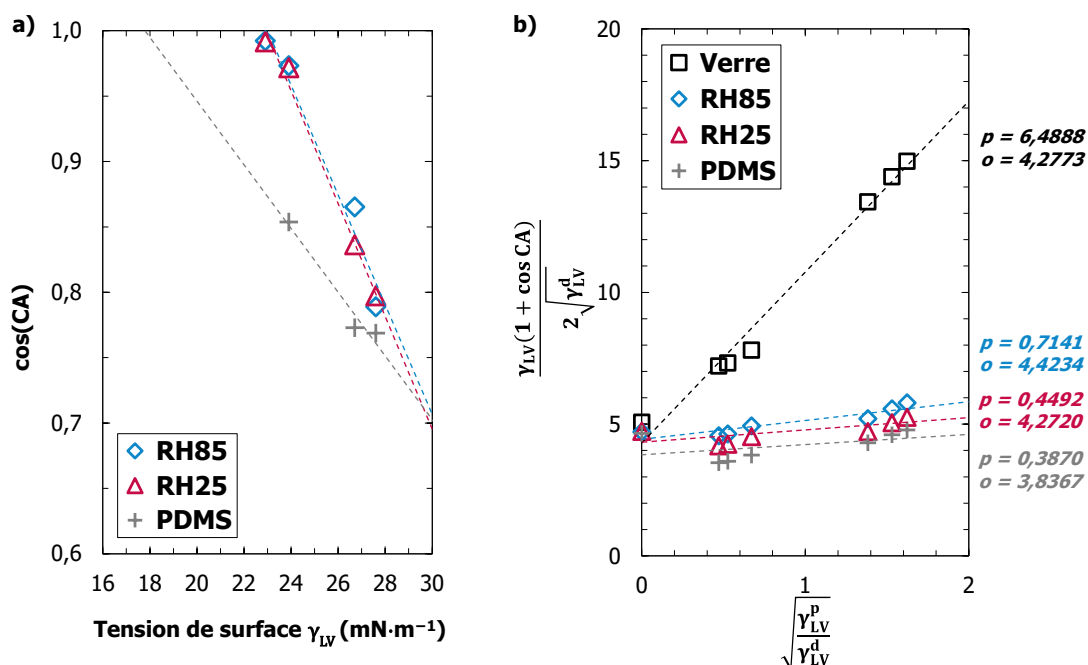 a)
1,0
0,9
0,8
0,7
0,6
cos(CA)
RH85
RH25
PDMS
16 18 20 22 24 26 28 30
Tension de surface γLV (mN·m⁻¹)
b)
20
15
10
5
0
γLV(1 + cos CA)
2√γLV^d
Verre
RH85
RH25
PDMS
p = 6,4888
o = 4,2773
p = 0,7141
o = 4,4234
p = 0,4492
o = 4,2720
p = 0,3870
o = 3,8367
0 1 2
√γLV^p
γLV^d